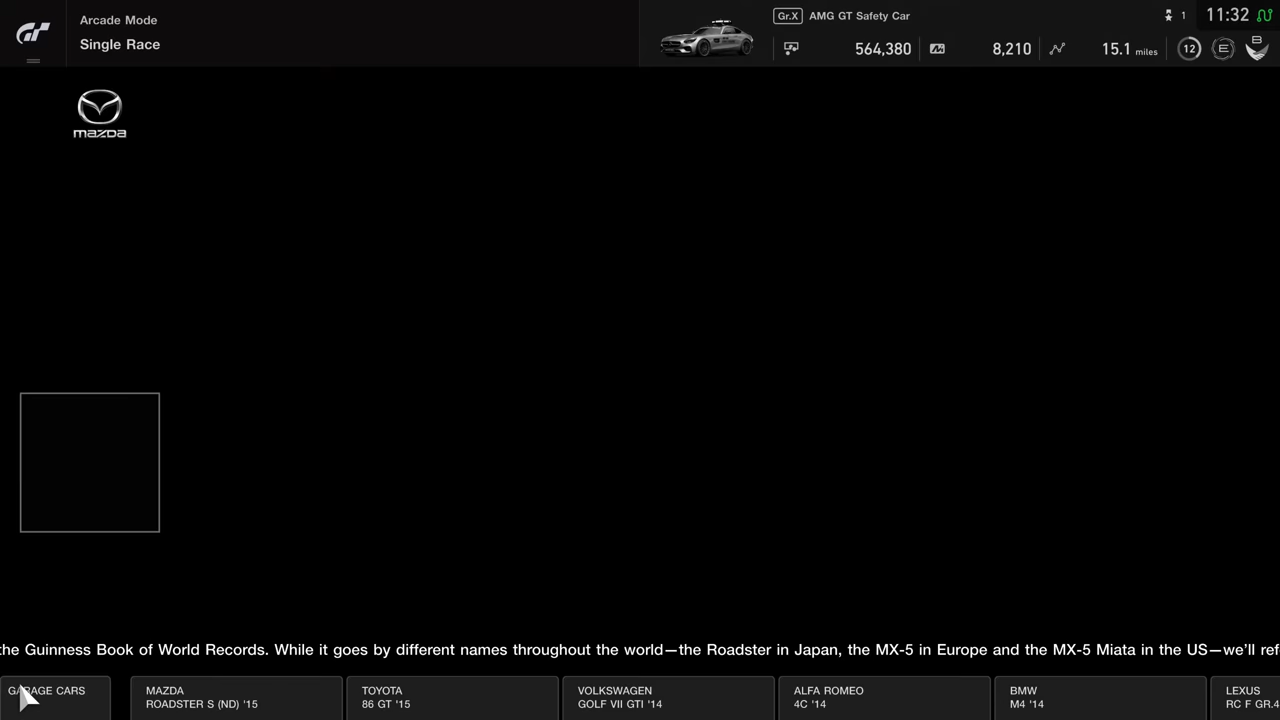 Arcade Mode
Single Race
Gr.X AMG GT Safety Car
1
11:32
564,380
8,210
15.1 miles
12
E
B
mazda
the Guinness Book of World Records. While it goes by different names throughout the world—the Roadster in Japan, the MX-5 in Europe and the MX-5 Miata in the US—we'll ref
GARAGE CARS
MAZDA
ROADSTER S (ND) '15
TOYOTA
86 GT '15
VOLKSWAGEN
GOLF VII GTI '14
ALFA ROMEO
4C '14
BMW
M4 '14
LEXUS
RC F GR.4